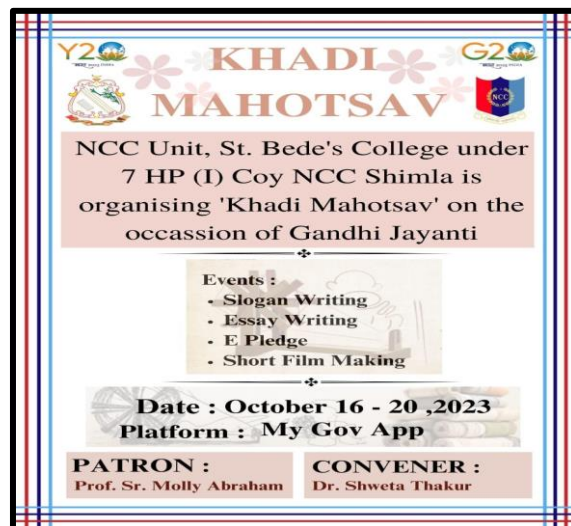 Y20
G20
KHADI
MAHOTSAV
NCC
NCC Unit, St. Bede's College under
7 HP (I) Coy NCC Shimla is
organising 'Khadi Mahotsav' on the
occassion of Gandhi Jayanti
Events :
• Slogan Writing
• Essay Writing
• E Pledge
• Short Film Making
Date : October 16 - 20 ,2023
Platform : My Gov App
PATRON :
Prof. Sr. Molly Abraham
CONVENER :
Dr. Shweta Thakur